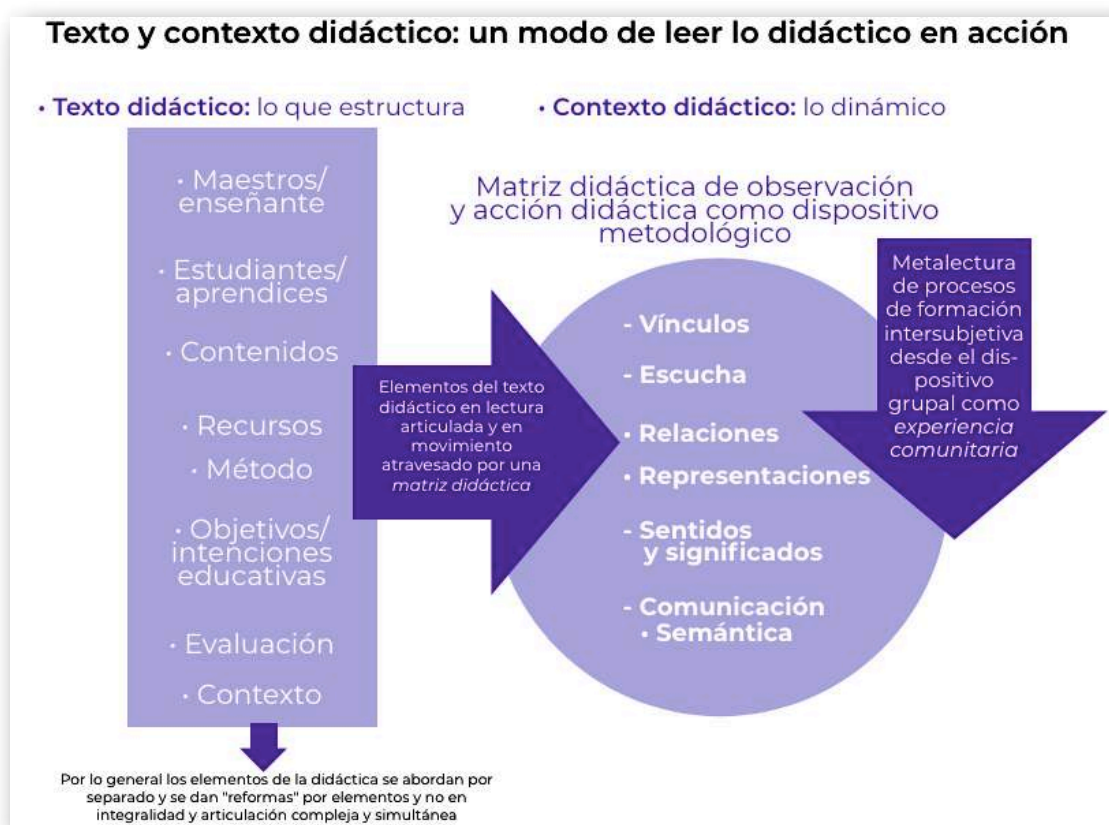 Texto y contexto didáctico: un modo de leer lo didáctico en acción
• Texto didáctico: lo que estructura
• Maestros/
enseñante
• Estudiantes/
aprendices
• Contenidos
• Recursos
• Método
• Objetivos/
intenciones
educativas
• Evaluación
• Contexto
Por lo general los elementos de la didáctica se abordan por
separado y se dan "reformas" por elementos y no en
integralidad y articulación compleja y simultánea
Elementos del texto
didáctico en lectura
articulada y en
movimiento
atravesado por una
matriz didáctica
• Contexto didáctico: lo dinámico
Matriz didáctica de observación
y acción didáctica como dispositivo
metodológico
- Vínculos
- Escucha
• Relaciones
• Representaciones
- Sentidos
y significados
- Comunicación
• Semántica
Metalectura
de procesos
de formación
intersubjetiva
desde el dis-
positivo
grupal como
experiencia
comunitaria